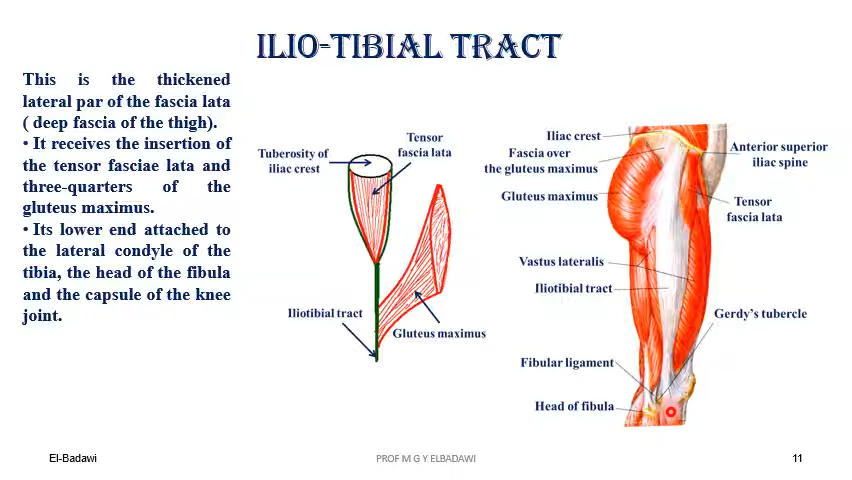 ILIO-TIBIAL TRACT
This is the thickened
lateral par of the fascia lata
( deep fascia of the thigh).
• It receives the insertion of
the tensor fasciae lata and
three-quarters of the
gluteus maximus.
• Its lower end attached to
the lateral condyle of the
tibia, the head of the fibula
and the capsule of the knee
joint.
Tuberosity of
iliac crest
Tensor
fascia lata
Iliotibial tract
Gluteus maximus
Iliac crest
Fascia over
the gluteus maximus
Gluteus maximus
Vastus lateralis
Iliotibial tract
Fibular ligament
Head of fibula
Anterior superior
iliac spine
Tensor
fascia lata
Gerdy's tubercle
El-Badawi
PROF M G Y ELBADAWI
11